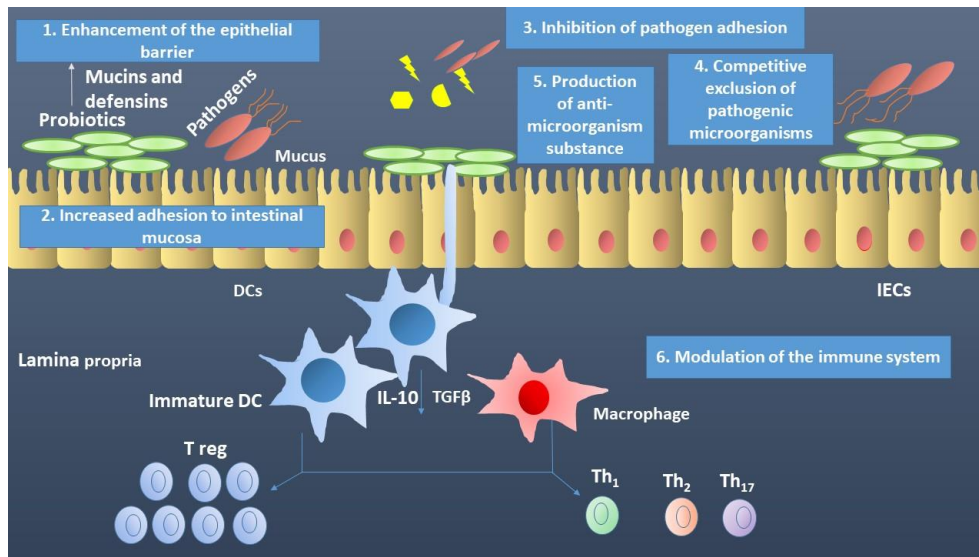 1. Enhancement of the epithelial
barrier
Mucins and
defensins
Probiotics
Pathogens
Mucus
3. Inhibition of pathogen adhesion
5. Production
of anti-
microorganism
substance
4. Competitive
exclusion of
pathogenic
microorganisms
2. Increased adhesion to intestinal
mucosa
DCs
IECs
Lamina propria
6. Modulation of the immune system
Immature DC
IL-10
TGFβ
Macrophage
T reg
Th1
Th2
Th17